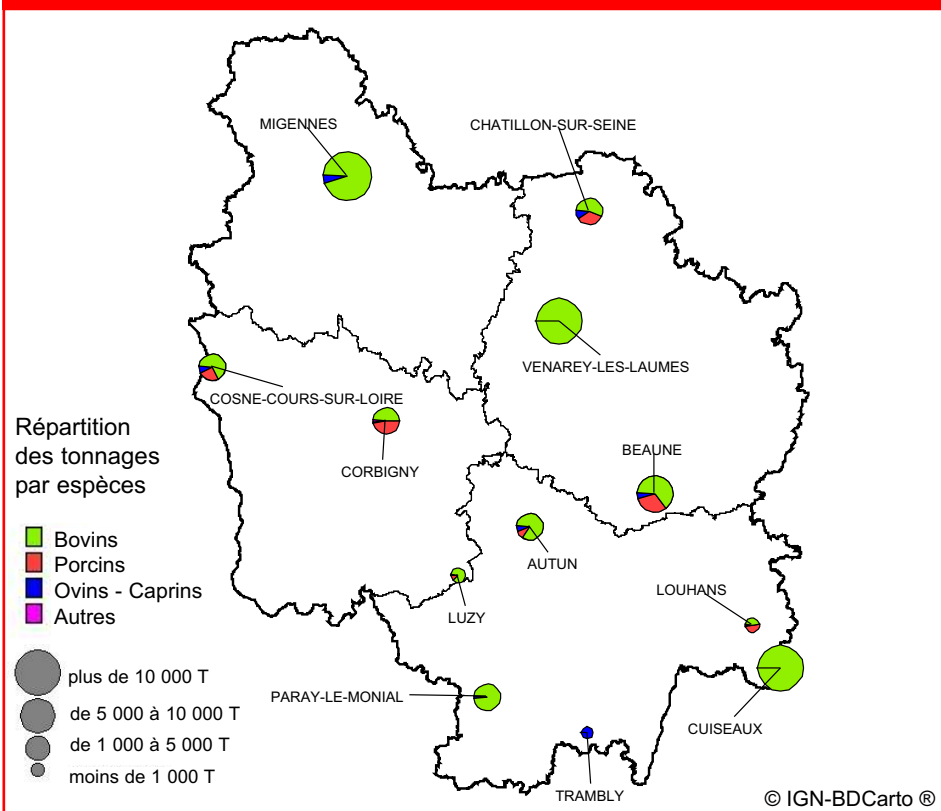 MIGENNES
CHATILLON-SUR-SEINE
VENAREY-LES-LAUMES
COSNE-COURS-SUR-LOIRE
CORBIGNY
BEAUNE
AUTUN
LUZY
LOUHANS
PARAY-LE-MONIAL
CUISEAUX
TRAMBLY
Répartition
des tonnages
par espèces
Bovins
Porcins
Ovins - Caprins
Autres
plus de 10 000 T
de 5 000 à 10 000 T
de 1 000 à 5 000 T
moins de 1 000 T
© IGN-BDCarto ®